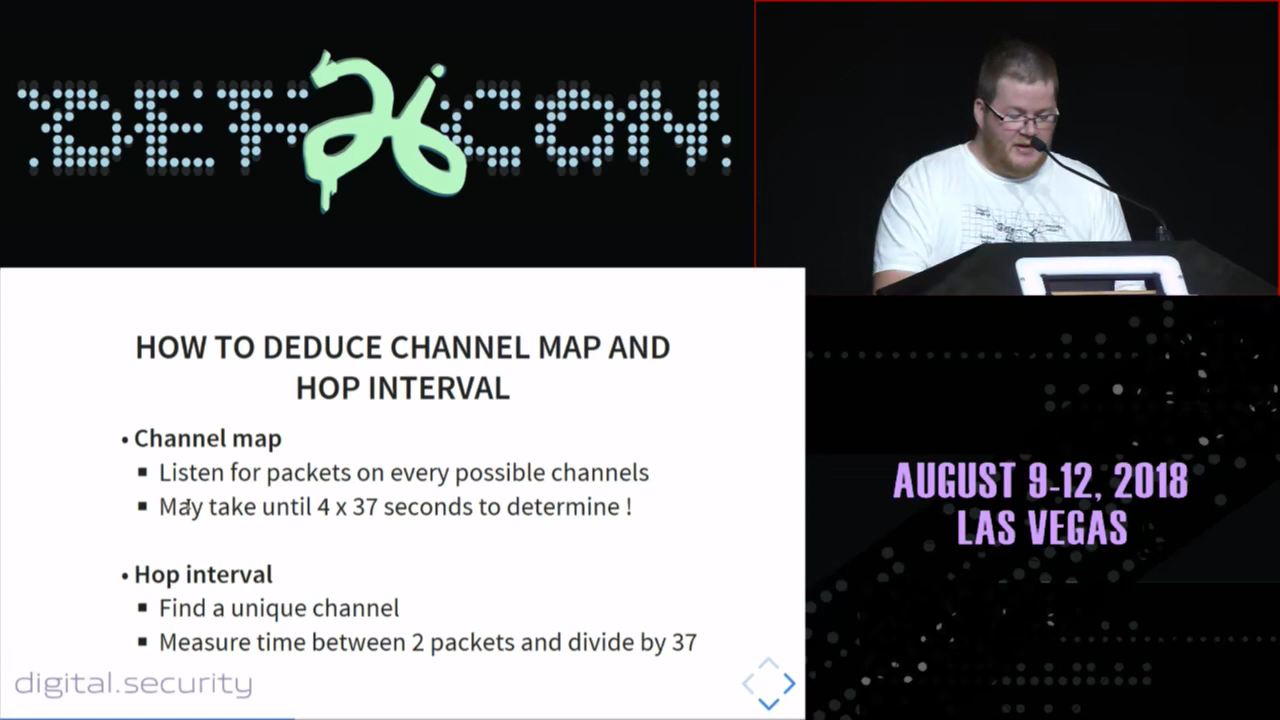 DEF 26 CON
HOW TO DEDUCE CHANNEL MAP AND
HOP INTERVAL
• Channel map
▪ Listen for packets on every possible channels
▪ May take until 4 x 37 seconds to determine !
• Hop interval
▪ Find a unique channel
▪ Measure time between 2 packets and divide by 37
digital.security
AUGUST 9-12, 2018
LAS VEGAS